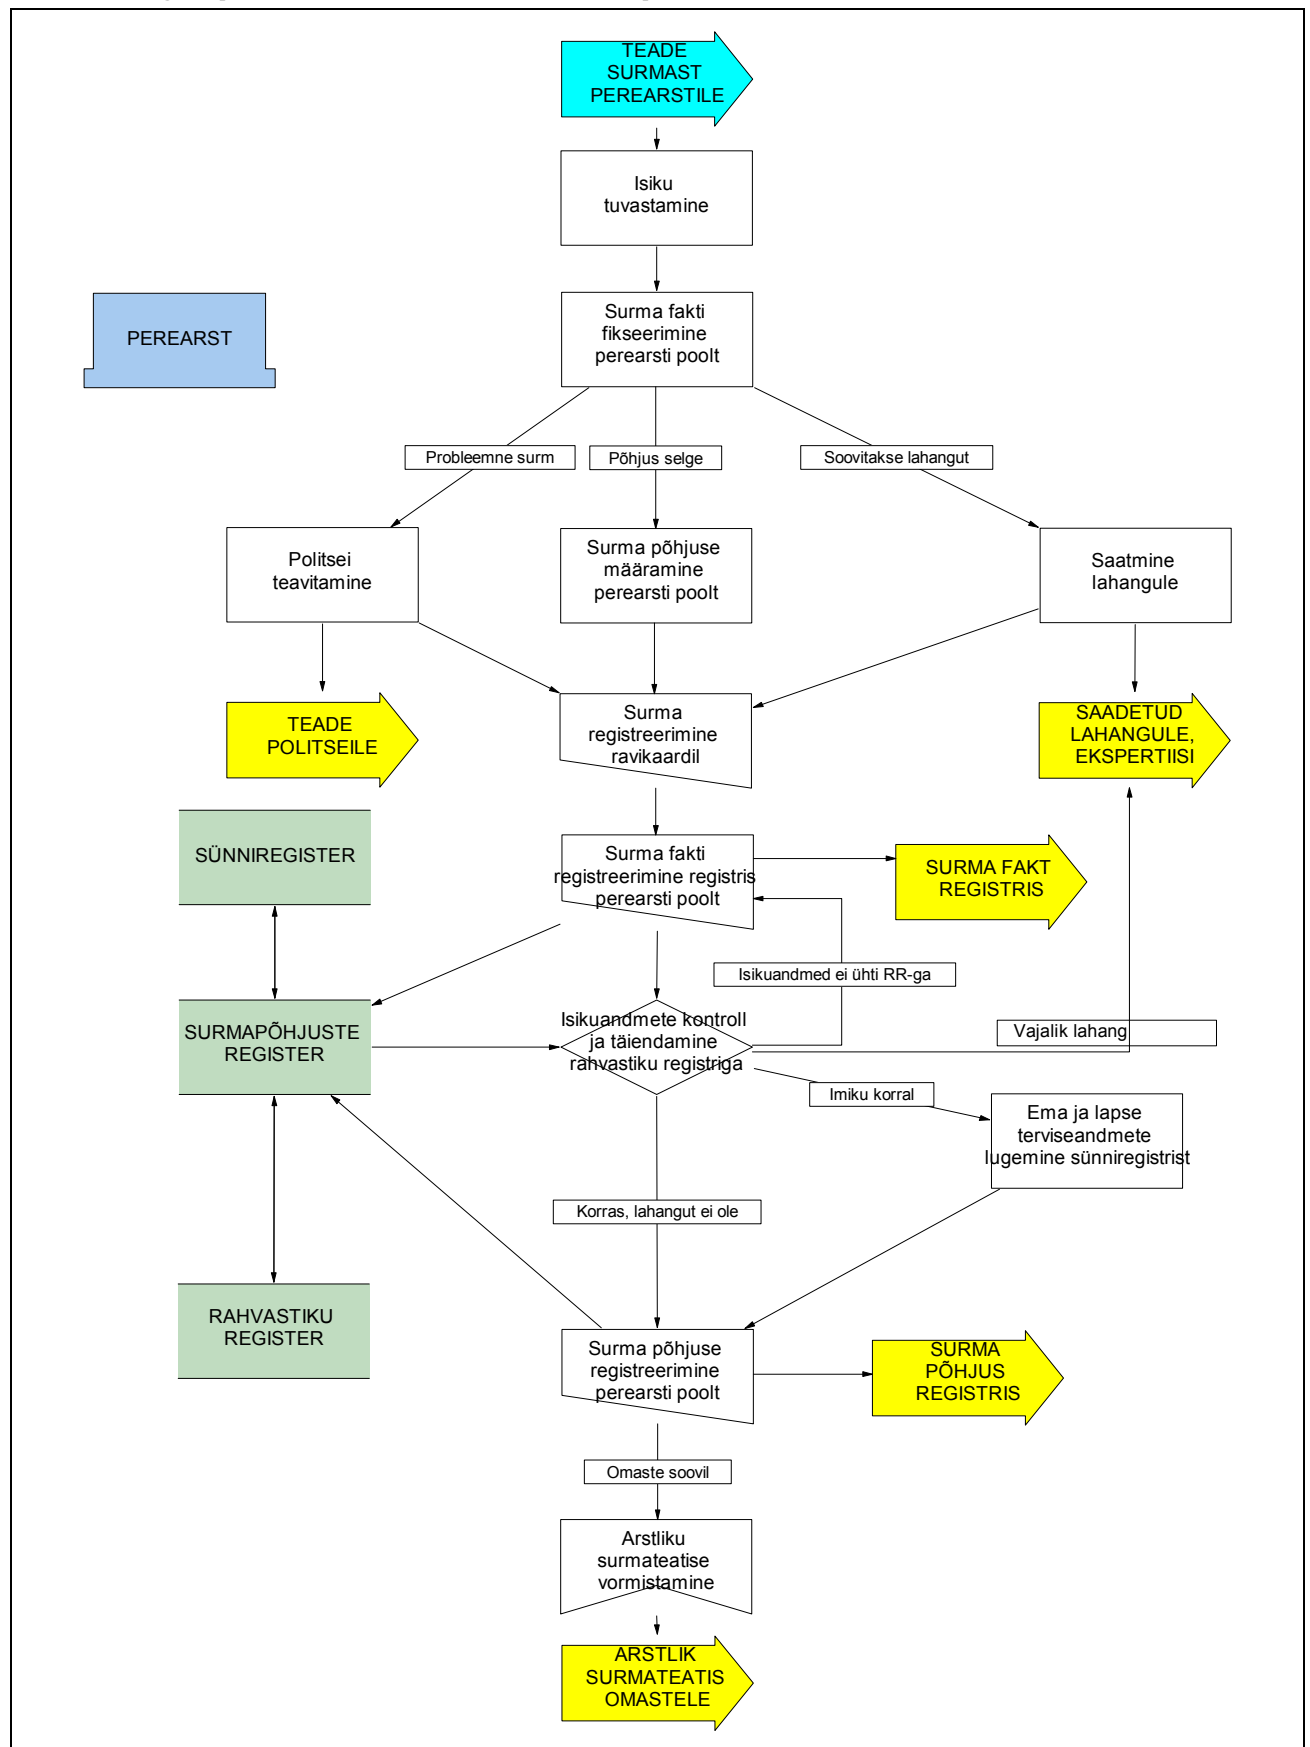 TEADE
SURMAST
PEREARSTILE
Isiku
tuvastamine
PEREARST
Surma fakti
fikseerimine
perearsti poolt
Probleemne surm
Põhjus selge
Soovitakse lahangut
Politsei
teavitamine
Surma põhjuse
määramine
perearsti poolt
Saatmine
lahangule
TEADE
POLITSEILE
Surma
registreerimine
ravikaardil
SAADETUD
LAHANGULE,
EKSPERTIISI
SÜNNIREGISTER
Surma fakti
registreerimine registris
perearsti poolt
SURMA FAKT
REGISTRIS
Isikuandmed ei ühti RR-ga
SURMAPÕHJUSTE
REGISTER
Isikuandmete kontroll
ja täiendamine
rahvastiku registriga
Vajalik lahang
Imiku korral
Ema ja lapse
terviseandmete
lugemine sünniregistrist
Korras, lahangut ei ole
RAHVASTIKU
REGISTER
Surma põhjuse
registreerimine
perearsti poolt
SURMA
PÕHJUS
REGISTRIS
Omaste soovil
Arstliku
surmateatise
vormistamine
ARSTLIK
SURMATEATIS
OMASTELE